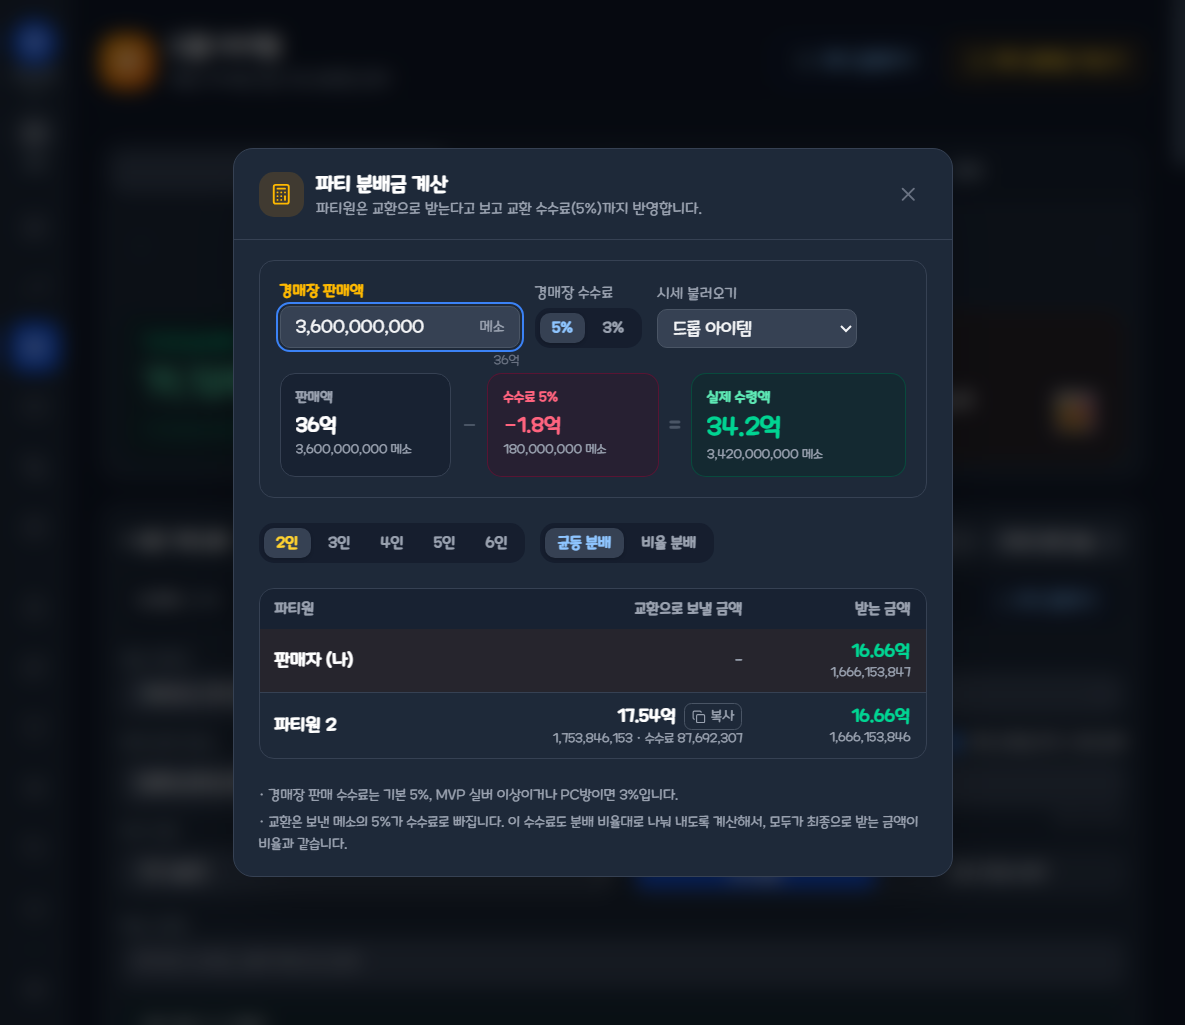 파티 분배금 계산
파티원은 교환으로 받는다고 보고 교환 수수료(5%)까지 반영합니다.
경매장 판매액
경매장 수수료
시세 불러오기
3,600,000,000 메소
5% 3%
드롭 아이템
36억
판매액
36억
3,600,000,000 메소
−
수수료 5%
−1.8억
180,000,000 메소
=
실제 수령액
34.2억
3,420,000,000 메소
2인 3인 4인 5인 6인
균등 분배 비율 분배
파티원 교환으로 보낼 금액 받는 금액
판매자 (나) – 16.66억
1,666,153,847
파티원 2 17.54억 복사 16.66억
1,753,846,153 · 수수료 87,692,307 1,666,153,846
· 경매장 판매 수수료는 기본 5%, MVP 실버 이상이거나 PC방이면 3%입니다.
· 교환은 보낸 메소의 5%가 수수료로 빠집니다. 이 수수료도 분배 비율대로 나눠 내도록 계산해서, 모두가 최종으로 받는 금액이
비율과 같습니다.